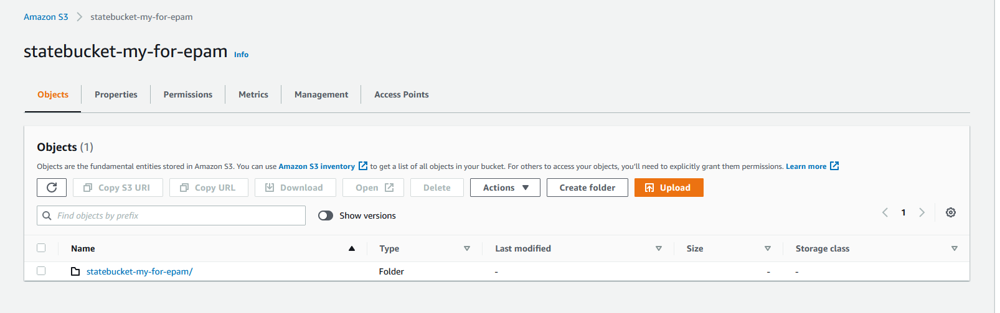 Amazon S3 > statebucket-my-for-epam
statebucket-my-for-epam Info
Objects Properties Permissions Metrics Management Access Points
Objects (1)
Objects are the fundamental entities stored in Amazon S3. You can use Amazon S3 inventory to get a list of all objects in your bucket. For others to access your objects, you'll need to explicitly grant them permissions. Learn more
Copy S3 URI Copy URL Download Open Delete Actions Create folder Upload
Find objects by prefix Show versions 1
Name Type Last modified Size Storage class
statebucket-my-for-epam/ Folder - - -